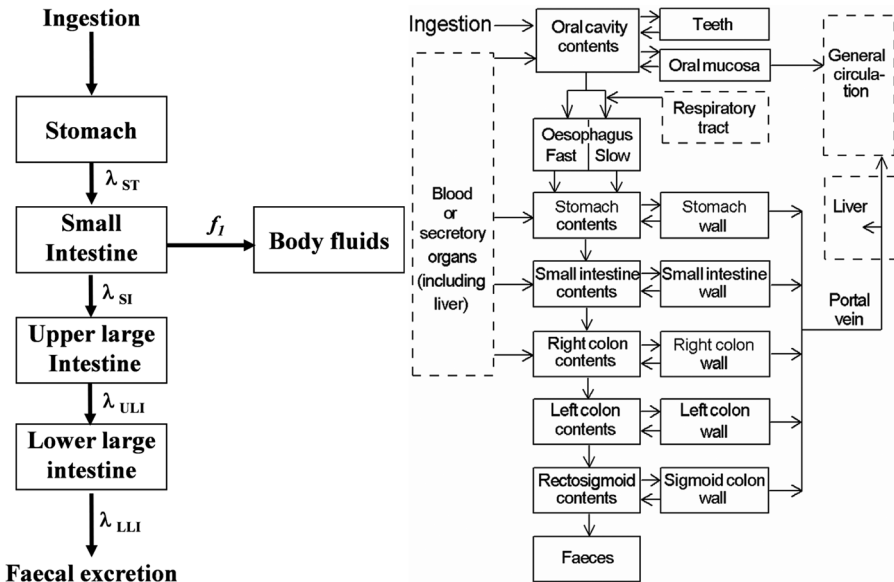 Ingestion
Stomach
λ ST
Small
Intestine
f1
Body fluids
λ SI
Upper large
Intestine
λ ULI
Lower large
intestine
λ LLI
Faecal excretion
Ingestion
Oral cavity
contents
Teeth
Oral mucosa
General
circula-
tion
Respiratory
tract
Oesophagus
Fast Slow
Blood
or
secretory
organs
(including
liver)
Stomach
contents
Stomach
wall
Liver
Small intestine
contents
Small intestine
wall
Portal
vein
Right colon
contents
Right colon
wall
Left colon
contents
Left colon
wall
Rectosigmoid
contents
Sigmoid colon
wall
Faeces